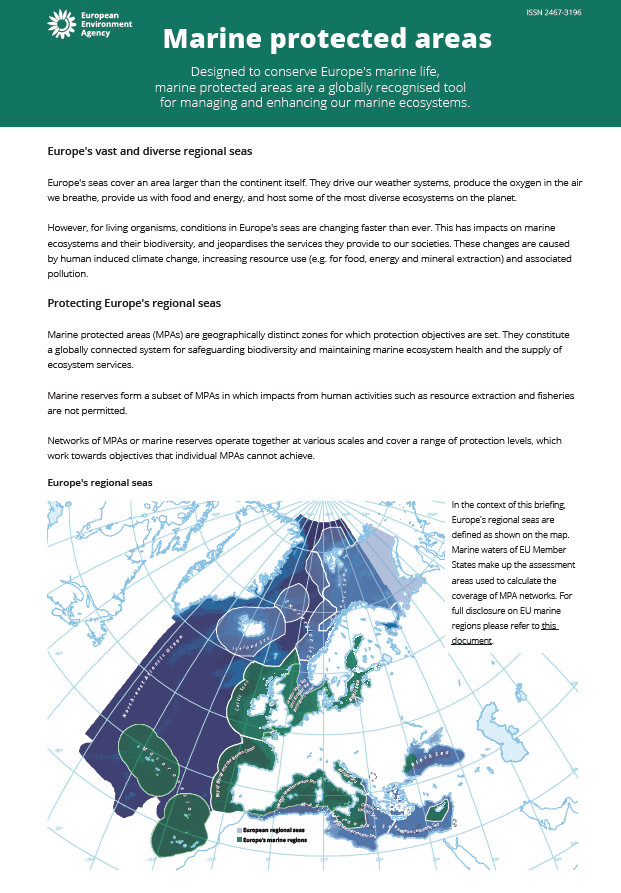 European
Environment
Agency
ISSN 2467-3196
Marine protected areas
Designed to conserve Europe's marine life,
marine protected areas are a globally recognised tool
for managing and enhancing our marine ecosystems.
Europe's vast and diverse regional seas
Europe's seas cover an area larger than the continent itself. They drive our weather systems, produce the oxygen in the air
we breathe, provide us with food and energy, and host some of the most diverse ecosystems on the planet.
However, for living organisms, conditions in Europe's seas are changing faster than ever. This has impacts on marine
ecosystems and their biodiversity, and jeopardises the services they provide to our societies. These changes are caused
by human induced climate change, increasing resource use (e.g. for food, energy and mineral extraction) and associated
pollution.
Protecting Europe's regional seas
Marine protected areas (MPAs) are geographically distinct zones for which protection objectives are set. They constitute
a globally connected system for safeguarding biodiversity and maintaining marine ecosystem health and the supply of
ecosystem services.
Marine reserves form a subset of MPAs in which impacts from human activities such as resource extraction and fisheries
are not permitted.
Networks of MPAs or marine reserves operate together at various scales and cover a range of protection levels, which
work towards objectives that individual MPAs cannot achieve.
Europe's regional seas
In the context of this briefing,
Europe's regional seas are
defined as shown on the map.
Marine waters of EU Member
States make up the assessment
areas used to calculate the
coverage of MPA networks. For
full disclosure on EU marine
regions please refer to this
document.
North-east Atlantic Ocean
Iceland Sea
Celtic Seas
Bay of Biscay and the Iberian Coast
Black Sea
European regional seas
Europe's marine regions